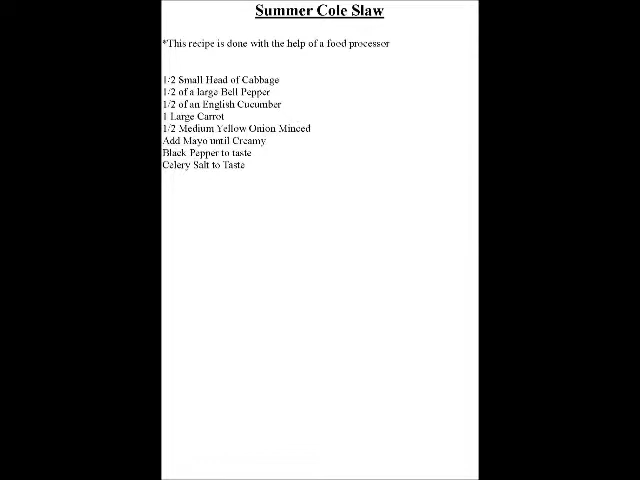 Summer Cole Slaw
*This recipe is done with the help of a food processor
1/2 Small Head of Cabbage
1/2 of a large Bell Pepper
1/2 of an English Cucumber
1 Large Carrot
1/2 Medium Yellow Onion Minced
Add Mayo until Creamy
Black Pepper to taste
Celery Salt to Taste